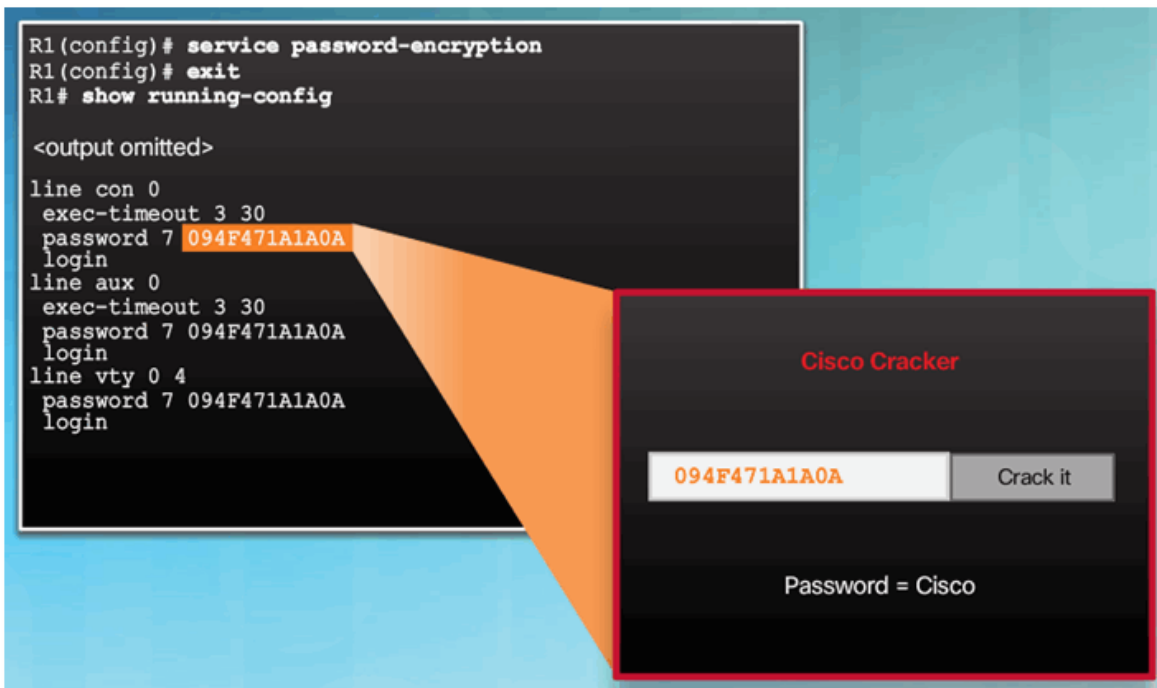 R1(config)# service password-encryption
R1(config)# exit
R1# show running-config
<output omitted>
line con 0
exec-timeout 3 30
password 7 094F471A1A0A
login
line aux 0
exec-timeout 3 30
password 7 094F471A1A0A
login
line vty 0 4
password 7 094F471A1A0A
login
Cisco Cracker
094F471A1A0A
Crack it
Password = Cisco